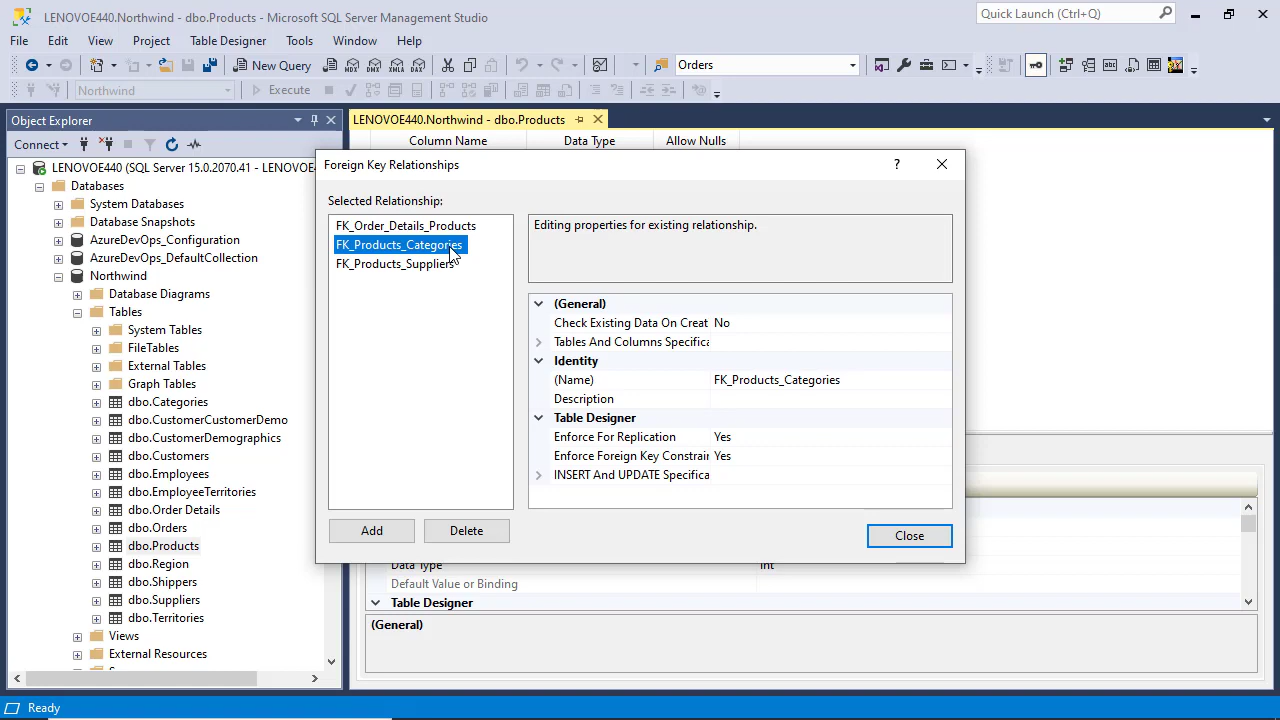 LENOVOE440.Northwind - dbo.Products - Microsoft SQL Server Management Studio
Quick Launch (Ctrl+Q)
File Edit View Project Table Designer Tools Window Help
New Query
Orders
Northwind
Execute
Object Explorer
Connect
LENOVOE440 (SQL Server 15.0.2070.41 - LENOVOE4
Databases
System Databases
Database Snapshots
AzureDevOps_Configuration
AzureDevOps_DefaultCollection
Northwind
Database Diagrams
Tables
System Tables
FileTables
External Tables
Graph Tables
dbo.Categories
dbo.CustomerCustomerDemo
dbo.CustomerDemographics
dbo.Customers
dbo.Employees
dbo.EmployeeTerritories
dbo.Order Details
dbo.Orders
dbo.Products
dbo.Region
dbo.Shippers
dbo.Suppliers
dbo.Territories
Views
External Resources
LENOVOE440.Northwind - dbo.Products
Column Name Data Type Allow Nulls
Foreign Key Relationships
Selected Relationship:
FK_Order_Details_Products
FK_Products_Categories
FK_Products_Suppliers
Editing properties for existing relationship.
(General)
Check Existing Data On Creat No
Tables And Columns Specifica
Identity
(Name) FK_Products_Categories
Description
Table Designer
Enforce For Replication Yes
Enforce Foreign Key Constrain Yes
INSERT And UPDATE Specifica
Add
Delete
Close
Data Type int
Default Value or Binding
Table Designer
(General)
Ready